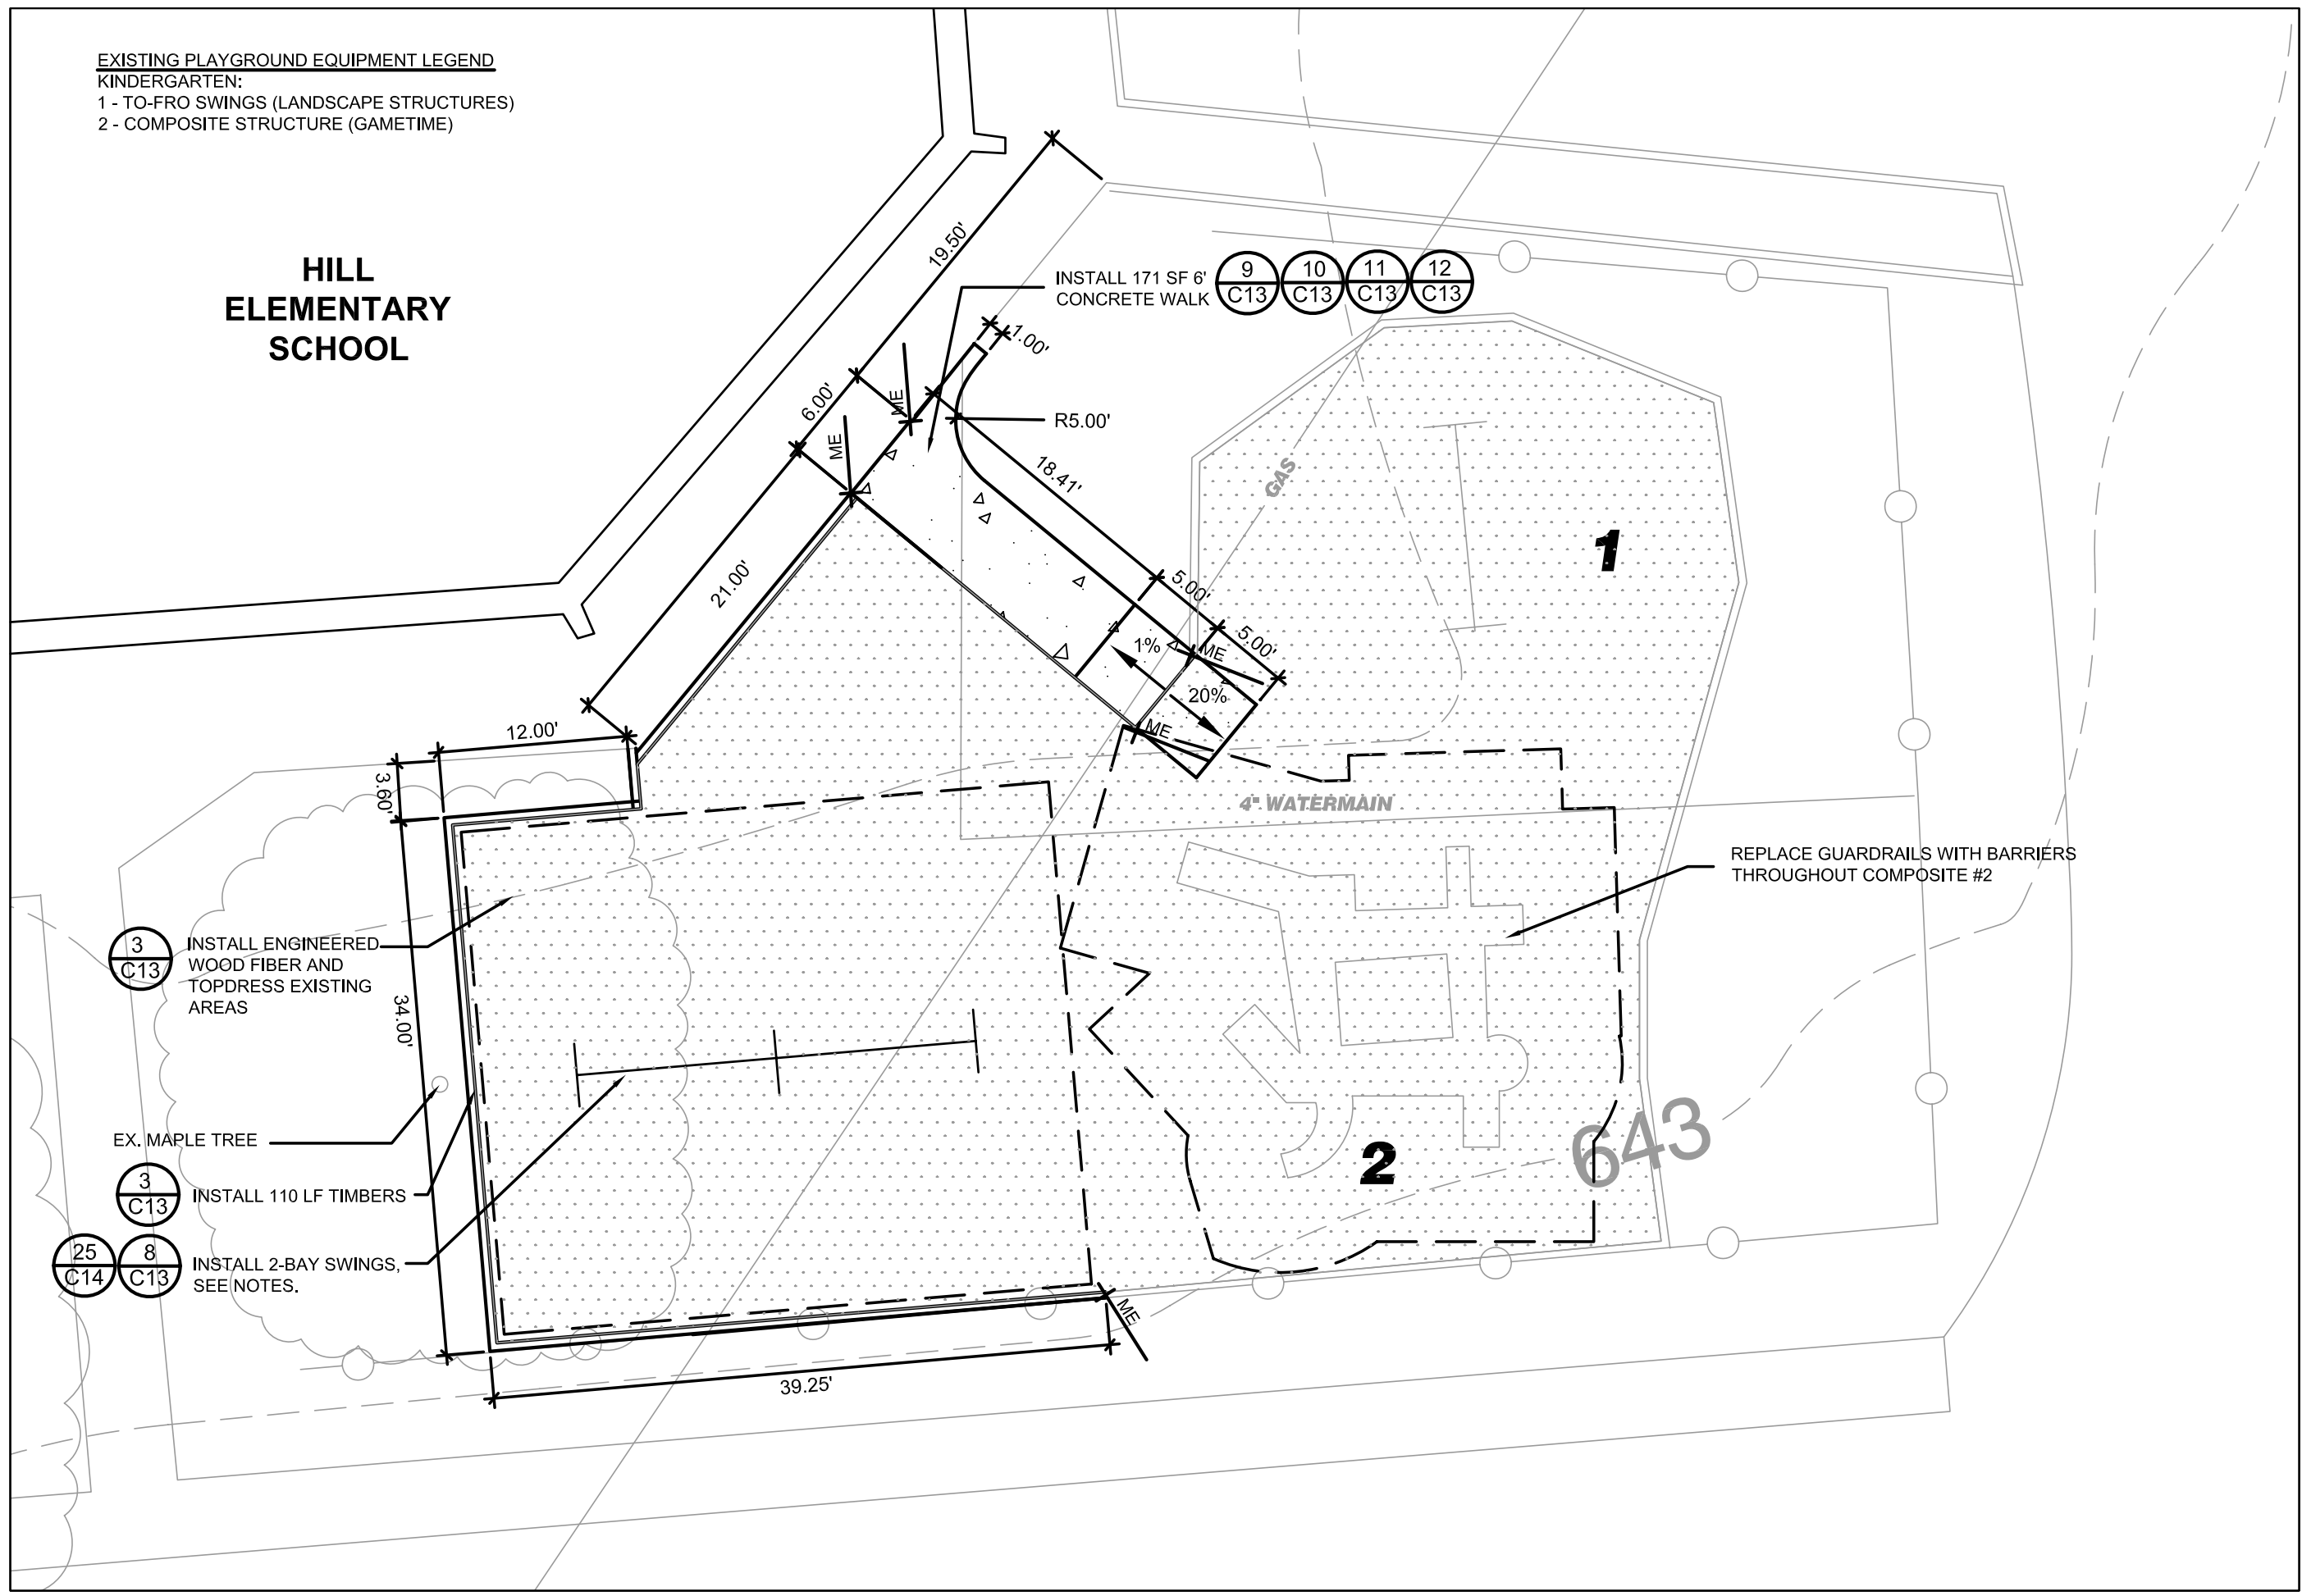 EXISTING PLAYGROUND EQUIPMENT LEGEND
KINDERGARTEN:
1 - TO-FRO SWINGS (LANDSCAPE STRUCTURES)
2 - COMPOSITE STRUCTURE (GAMETIME)
HILL
ELEMENTARY
SCHOOL
19.50'
INSTALL 171 SF 6'
CONCRETE WALK
9
C13
10
C13
11
C13
12
C13
1.00'
6.00'
ME
ME
R5.00'
18.41'
GAS
1
21.00'
5.00'
5.00'
1%
ME
20%
ME
12.00'
3.60'
4" WATERMAIN
REPLACE GUARDRAILS WITH BARRIERS
THROUGHOUT COMPOSITE #2
3
C13
INSTALL ENGINEERED
WOOD FIBER AND
TOPDRESS EXISTING
AREAS
34.00'
EX. MAPLE TREE
643
2
3
C13
INSTALL 110 LF TIMBERS
25
C14
8
C13
INSTALL 2-BAY SWINGS,
SEE NOTES.
ME
39.25'